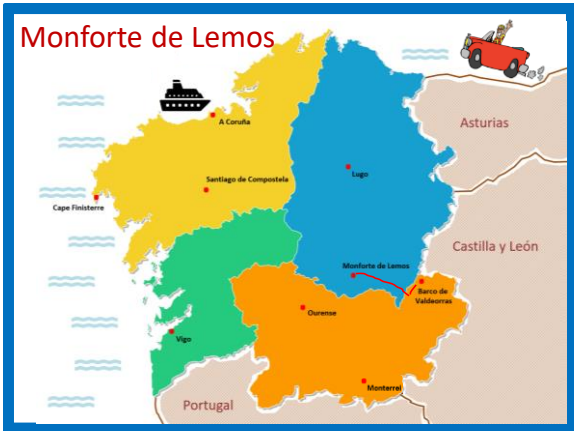 Monforte de Lemos
A Coruña
Asturias
Lugo
Santiago de Compostela
Cape Finisterre
Castilla y León
Monforte de Lemos
Barco de
Valdeorras
Ourense
Vigo
Monterrei
Portugal